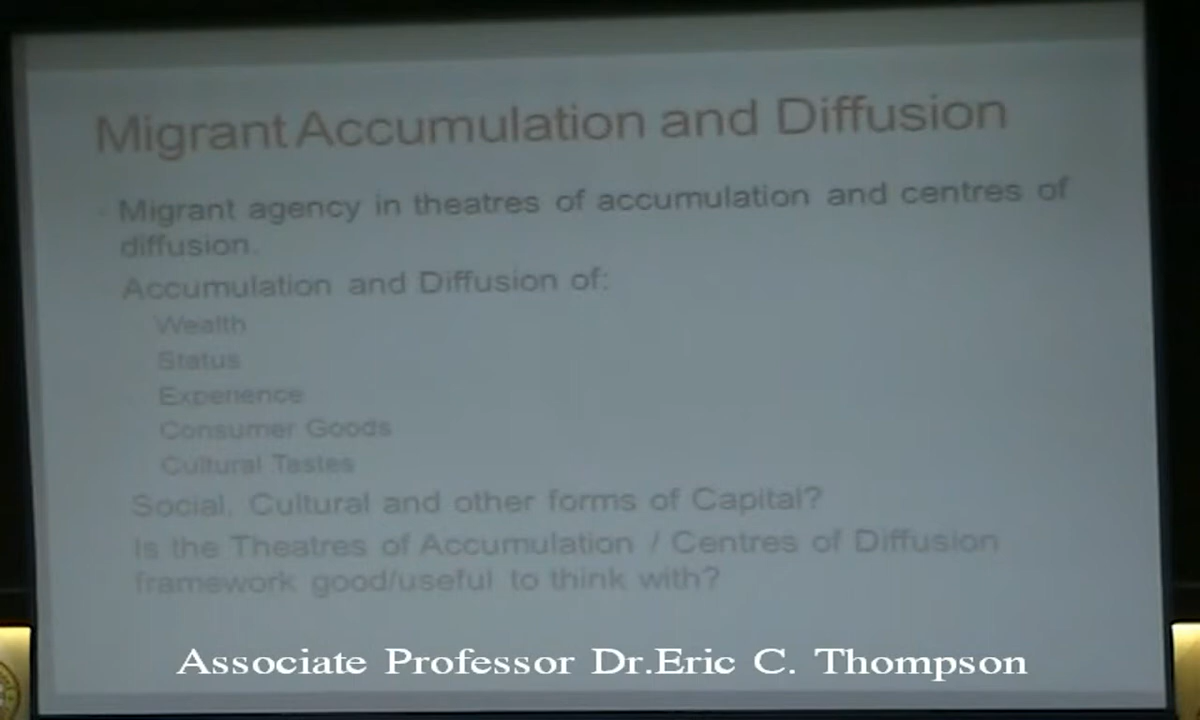 Migrant Accumulation and Diffusion
Migrant agency in theatres of accumulation and centres of
diffusion.
Accumulation and Diffusion of:
Wealth
Status
Experience
Consumer Goods
Cultural Tastes
Social, Cultural and other forms of Capital?
Is the Theatres of Accumulation / Centres of Diffusion
framework good/useful to think with?
Associate Professor Dr.Eric C. Thompson